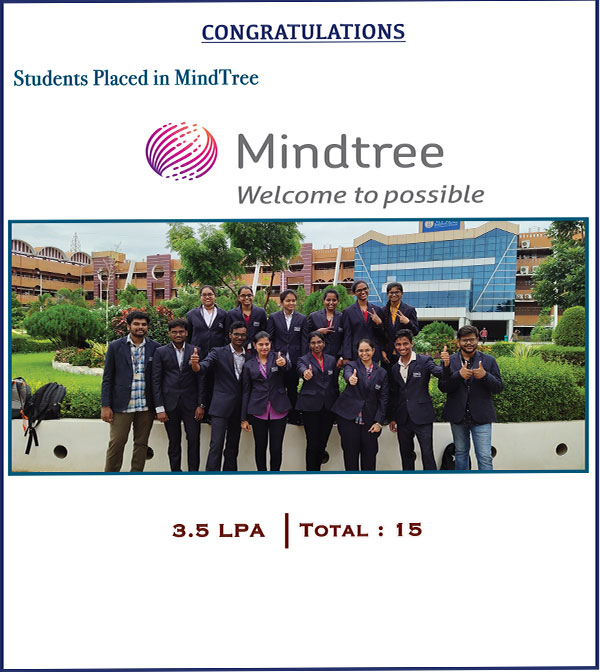 CONGRATULATIONS
Students Placed in MindTree
Mindtree
Welcome to possible
3.5 LPA | TOTAL : 15